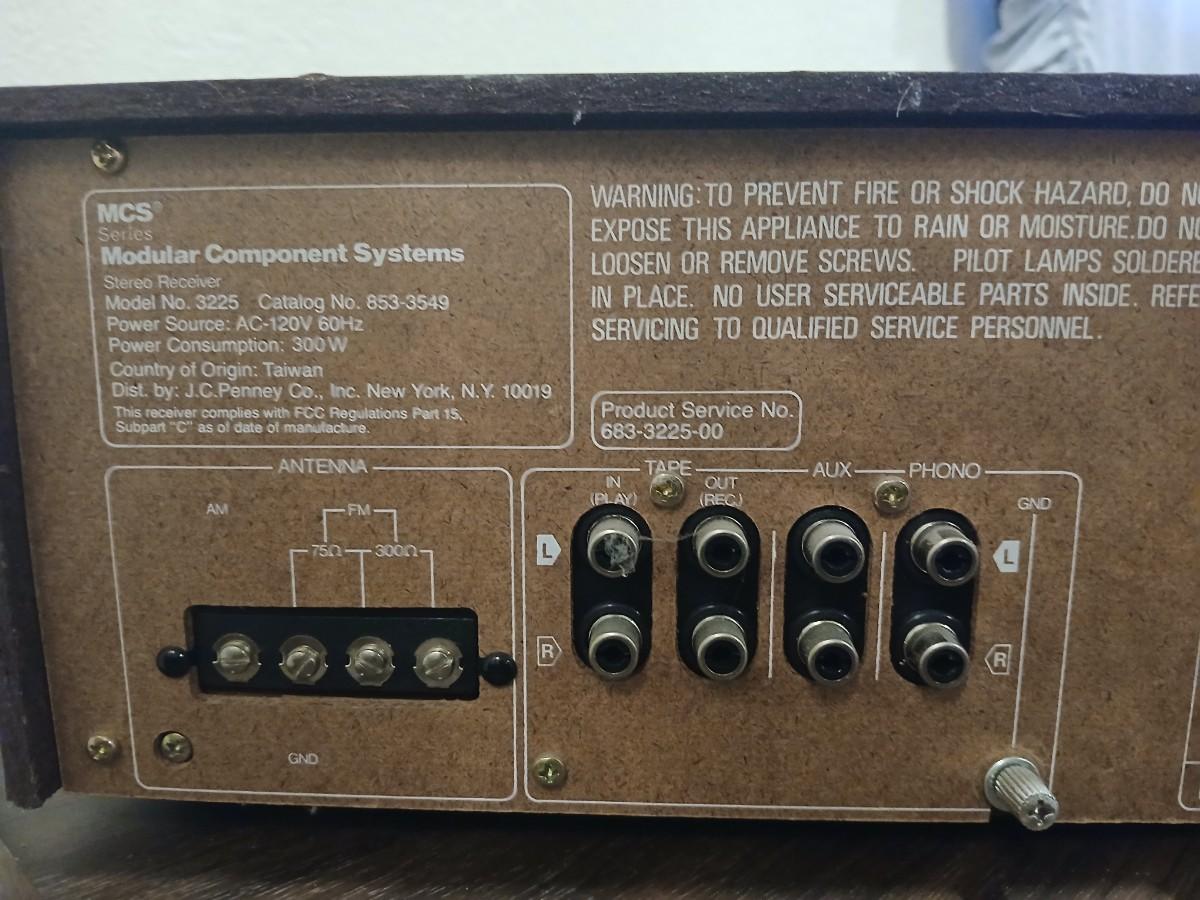 MCS®
Series
Modular Component Systems
Stereo Receiver
Model No. 3225 Catalog No. 853-3549
Power Source: AC-120V 60Hz
Power Consumption: 300W
Country of Origin: Taiwan
Dist. by: J.C.Penney Co., Inc. New York, N.Y. 10019
This receiver complies with FCC Regulations Part 15,
Subpart "C" as of date of manufacture.
WARNING: TO PREVENT FIRE OR SHOCK HAZARD, DO
EXPOSE THIS APPLIANCE TO RAIN OR MOISTURE.DO
LOOSEN OR REMOVE SCREWS. PILOT LAMPS SOLDERE
IN PLACE. NO USER SERVICEABLE PARTS INSIDE. REFE
SERVICING TO QUALIFIED SERVICE PERSONNEL.
Product Service No.
683-3225-00
ANTENNA
AM
FM
75Ω 300Ω
GND
TAPE AUX PHONO
IN OUT
(PLAY) (REC.)
GND
L L
R R